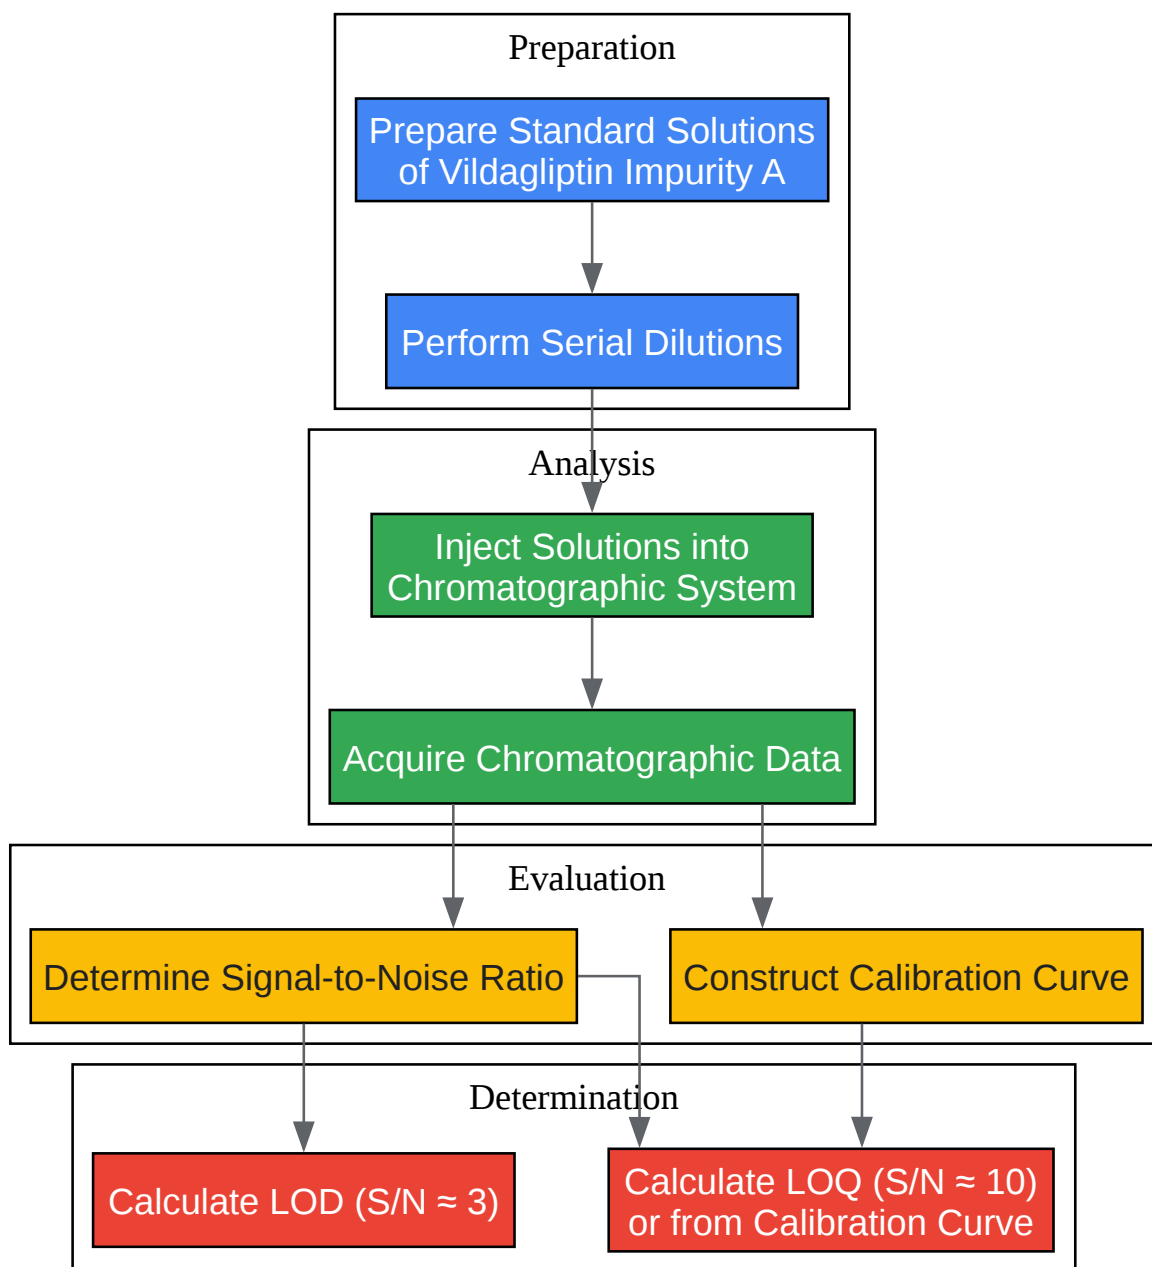 Preparation
Prepare Standard Solutions
of Vildagliptin Impurity A
Perform Serial Dilutions
Analysis
Inject Solutions into
Chromatographic System
Acquire Chromatographic Data
Evaluation
Determine Signal-to-Noise Ratio
Construct Calibration Curve
Determination
Calculate LOD (S/N ≈ 3)
Calculate LOQ (S/N ≈ 10)
or from Calibration Curve